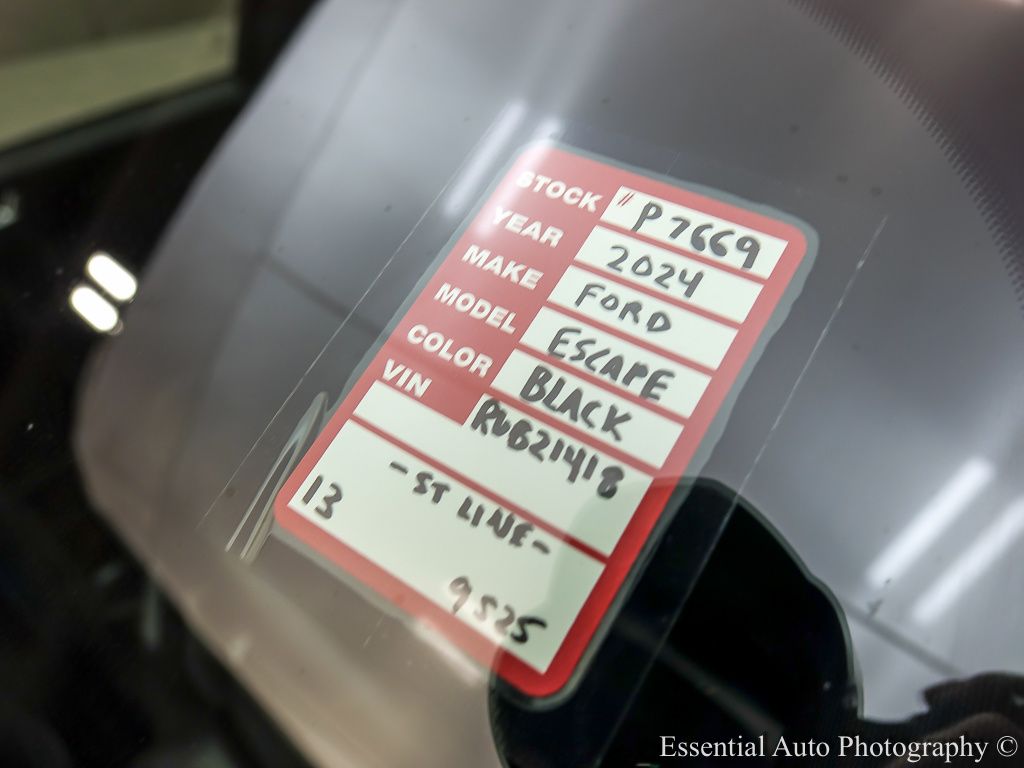 STOCK # P7669
YEAR 2024
MAKE FORD
MODEL ESCAPE
COLOR BLACK
VIN RUB21418
- ST LINE -
13
9525
Essential Auto Photography ©